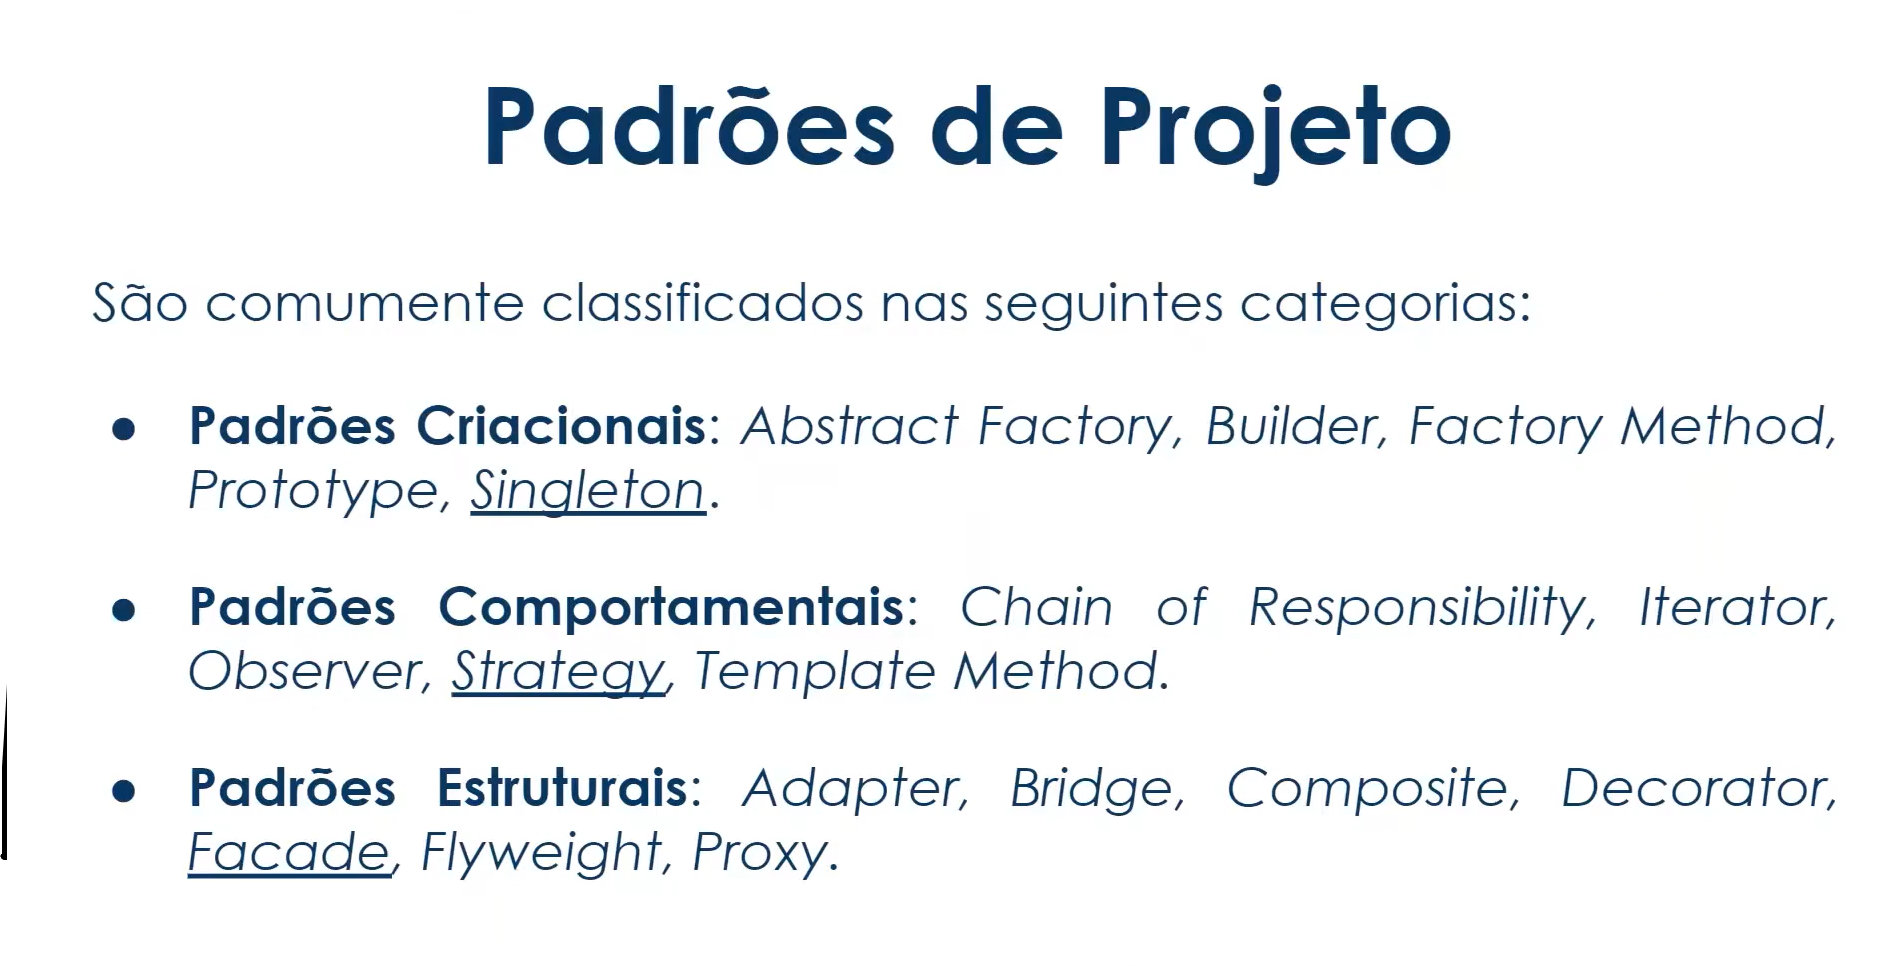 Padrões de Projeto
São comumente classificados nas seguintes categorias:
● Padrões Criacionais: Abstract Factory, Builder, Factory Method,
Prototype, Singleton.
● Padrões Comportamentais: Chain of Responsibility, Iterator,
Observer, Strategy, Template Method.
● Padrões Estruturais: Adapter, Bridge, Composite, Decorator,
Facade, Flyweight, Proxy.